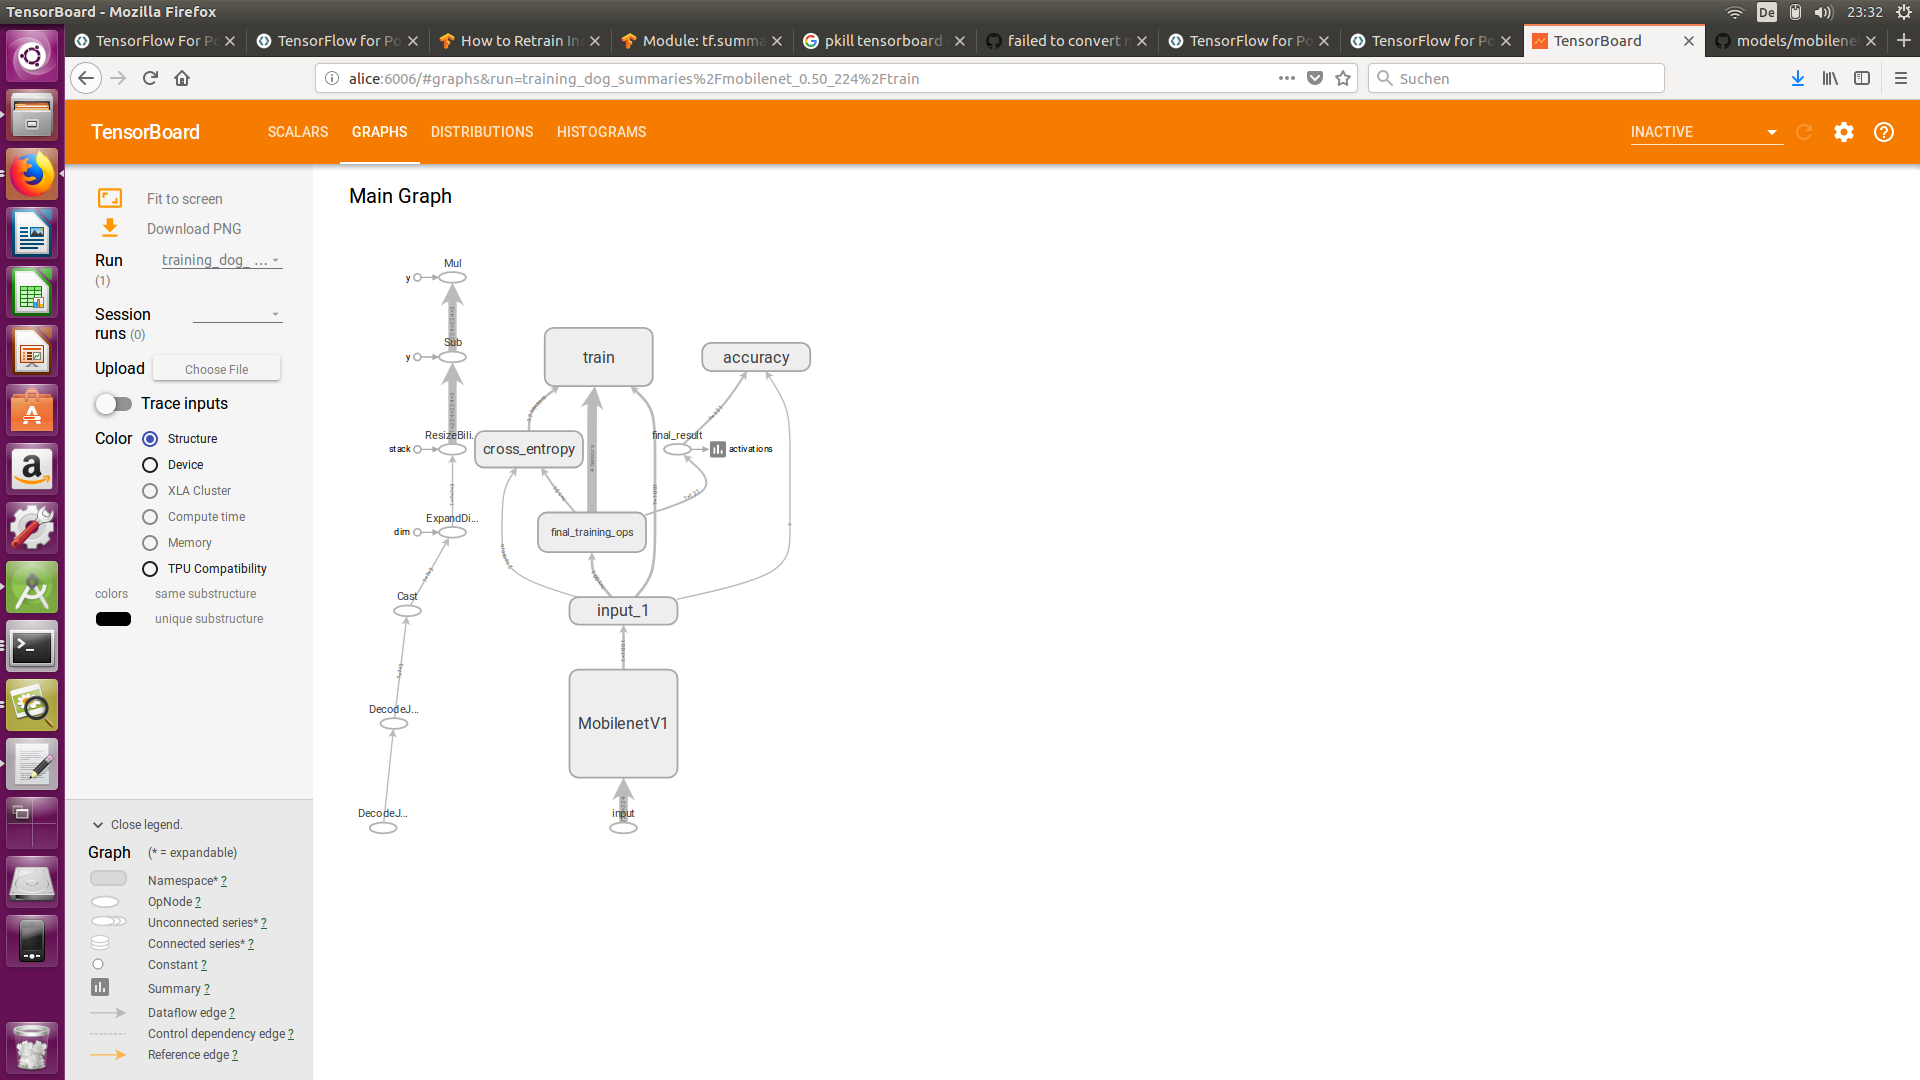 TensorBoard - Mozilla Firefox
De
23:32
TensorFlow For Po
TensorFlow for Po
How to Retrain In
Module: tf.summa
pkill tensorboard
failed to convert
TensorFlow for Po
TensorFlow for Po
TensorBoard
models/mobilene
alice:6006/#graphs&run=training_dog_summaries%2Fmobilenet_0.50_224%2Ftrain
Suchen
TensorBoard
SCALARS
GRAPHS
DISTRIBUTIONS
HISTOGRAMS
INACTIVE
Fit to screen
Download PNG
Run
(1)
training_dog_ ...
Session
runs (0)
Upload
Choose File
Trace inputs
Color
Structure
Device
XLA Cluster
Compute time
Memory
TPU Compatibility
colors
same substructure
unique substructure
Close legend.
Graph
(* = expandable)
Namespace* ?
OpNode ?
Unconnected series* ?
Connected series* ?
Constant ?
Summary ?
Dataflow edge ?
Control dependency edge ?
Reference edge ?
Main Graph
Mul
y
Sub
y
train
accuracy
ResizeBili...
stack
cross_entropy
final_result
activations
ExpandDi...
dim
final_training_ops
Cast
input_1
DecodeJ...
MobilenetV1
DecodeJ...
input